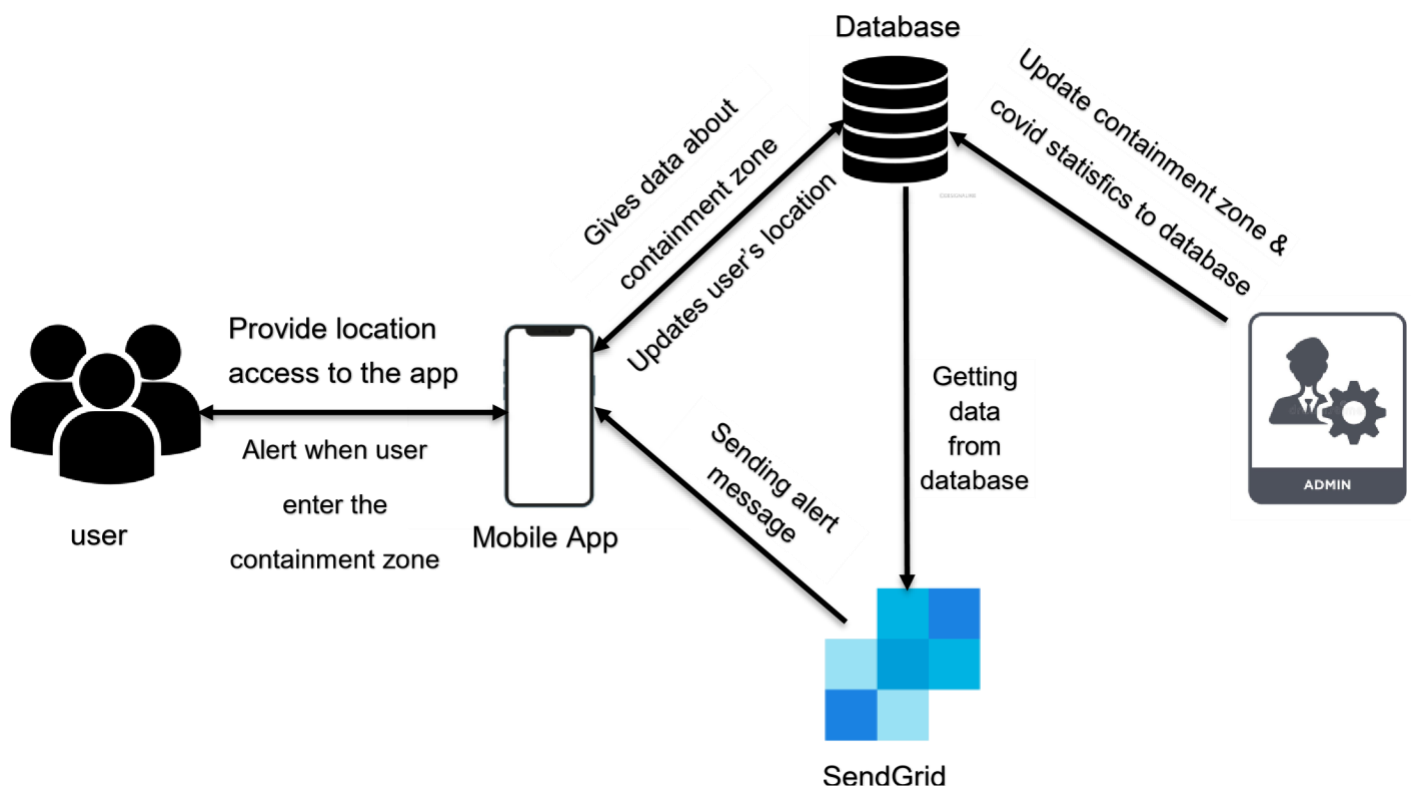 Database
Update containment zone &
covid statisfics to database
Gives data about
containment zone
Updates user's location
Provide location
access to the app
Alert when user
enter the
containment zone
user
Mobile App
Getting
data
from
database
Sending alert
message
ADMIN
SendGrid